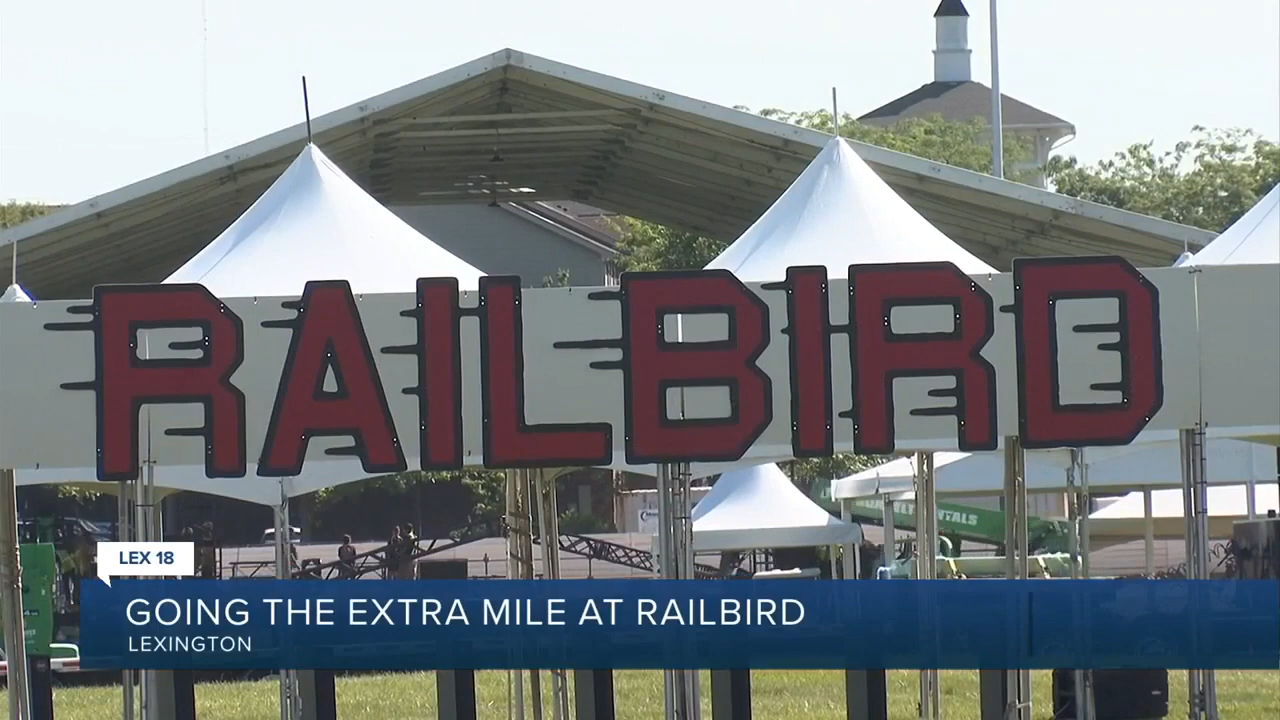 RAILBIRD
LEX 18
GOING THE EXTRA MILE AT RAILBIRD
LEXINGTON